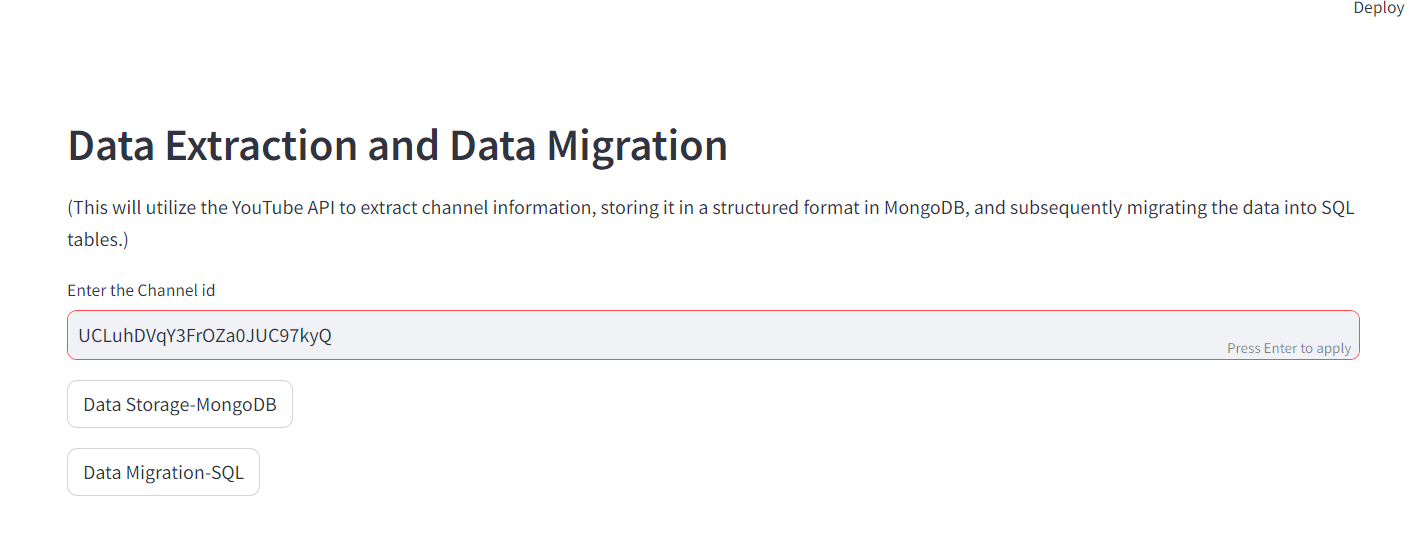 Deploy
Data Extraction and Data Migration
(This will utilize the YouTube API to extract channel information, storing it in a structured format in MongoDB, and subsequently migrating the data into SQL
tables.)
Enter the Channel id
UCLuhDVqY3FrOZa0JUC97kyQ
Press Enter to apply
Data Storage-MongoDB
Data Migration-SQL